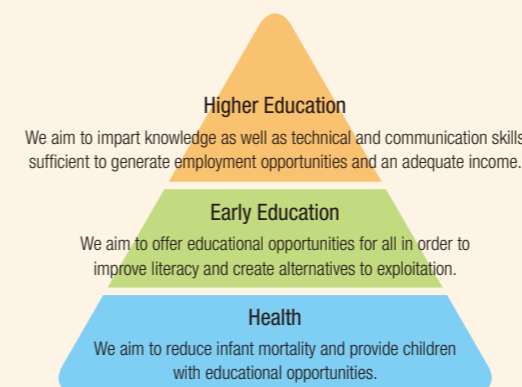 Higher Education
We aim to impart knowledge as well as technical and communication skills
sufficient to generate employment opportunities and an adequate income.
Early Education
We aim to offer educational opportunities for all in order to
improve literacy and create alternatives to exploitation.
Health
We aim to reduce infant mortality and provide children
with educational opportunities.